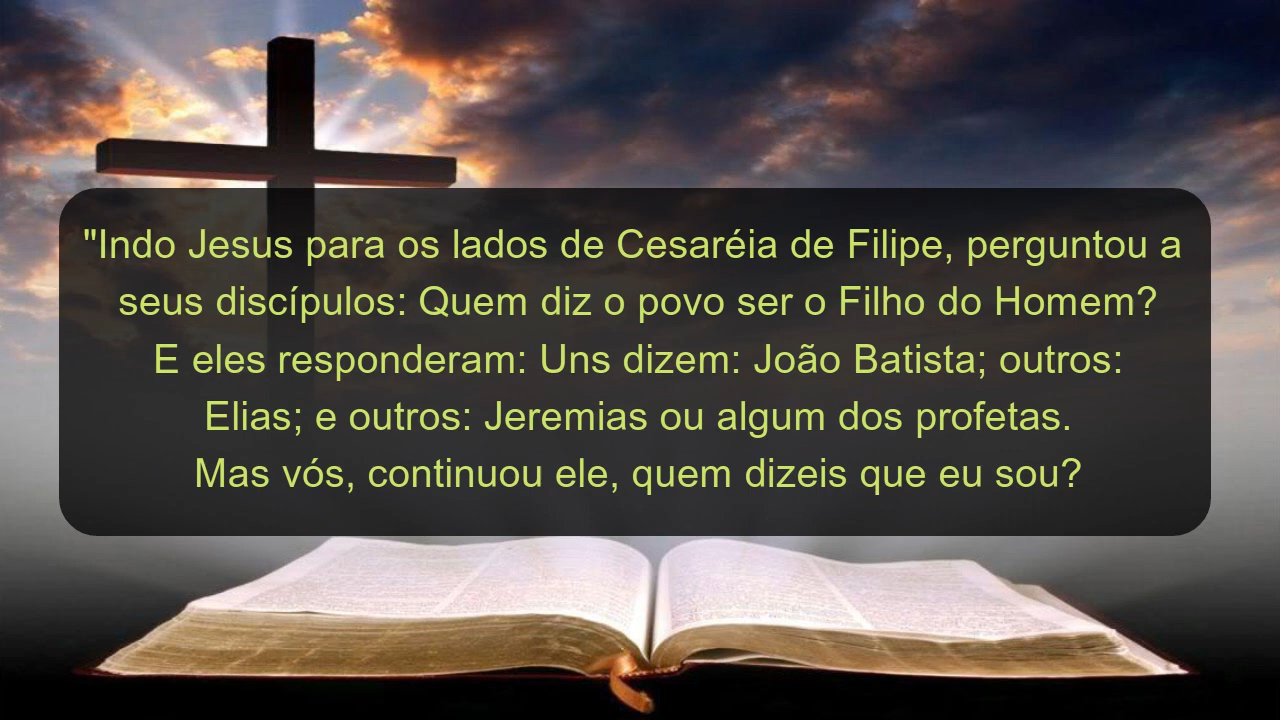 "Indo Jesus para os lados de Cesaréia de Filipe, perguntou a
seus discípulos: Quem diz o povo ser o Filho do Homem?
E eles responderam: Uns dizem: João Batista; outros:
Elias; e outros: Jeremias ou algum dos profetas.
Mas vós, continuou ele, quem dizeis que eu sou?